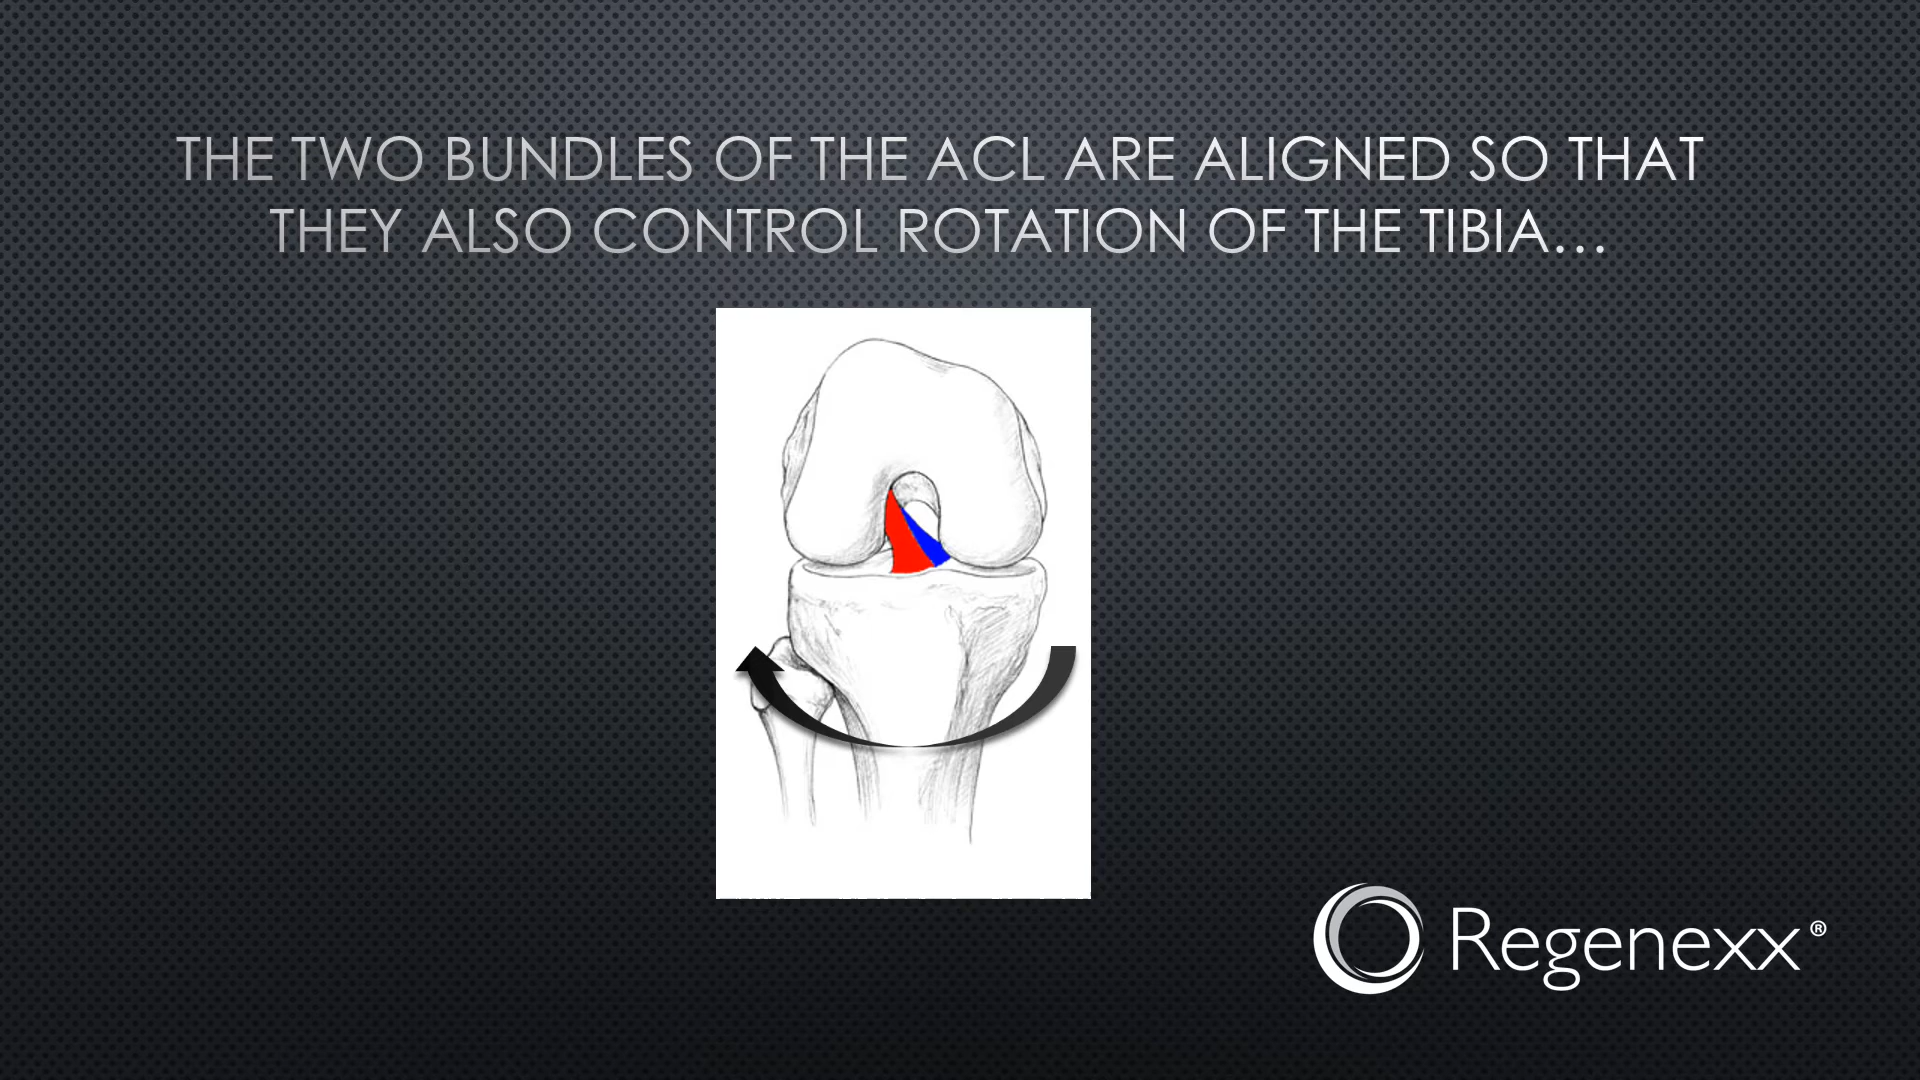 THE TWO BUNDLES OF THE ACL ARE ALIGNED SO THAT
THEY ALSO CONTROL ROTATION OF THE TIBIA...
Regenexx®